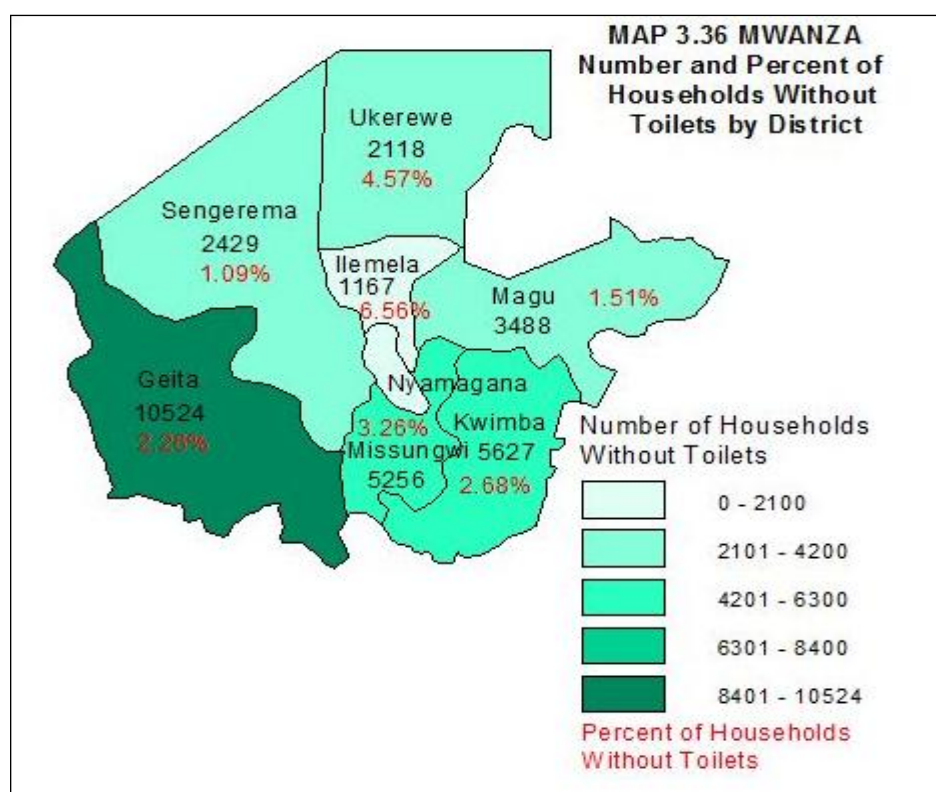 MAP 3.36 MWANZA
Number and Percent of
Households Without
Toilets by District
Ukerewe
2118
4.57%
Sengerema
2429
1.09%
Ilemela
1167
6.56%
Magu
3488
1.51%
Geita
10524
2.28%
Nyamagana
3.26%
Missungwi
5256
Kwimba
5627
2.68%
Number of Households
Without Toilets
0 - 2100
2101 - 4200
4201 - 6300
6301 - 8400
8401 - 10524
Percent of Households
Without Toilets